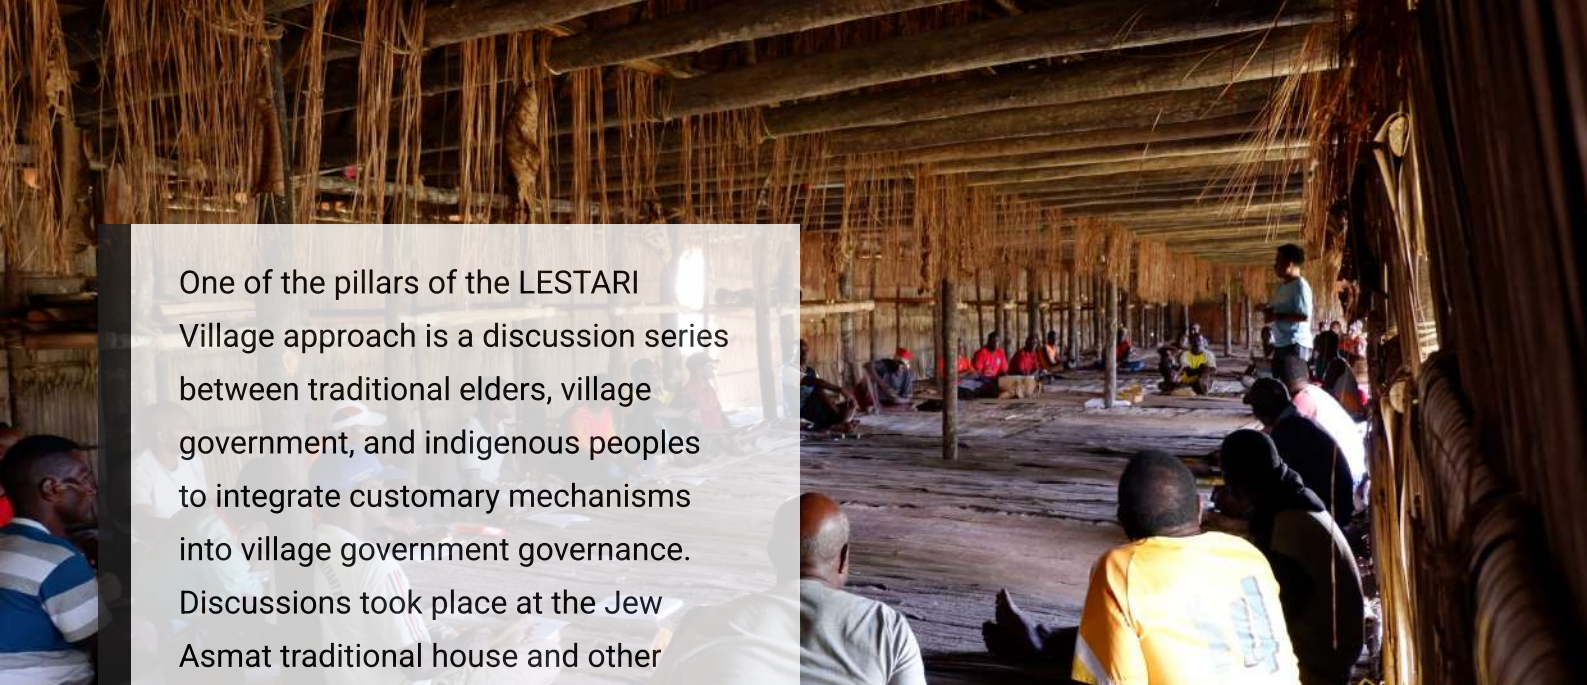 One of the pillars of the LESTARI
Village approach is a discussion series
between traditional elders, village
government, and indigenous peoples
to integrate customary mechanisms
into village government governance.
Discussions took place at the Jew
Asmat traditional house and other